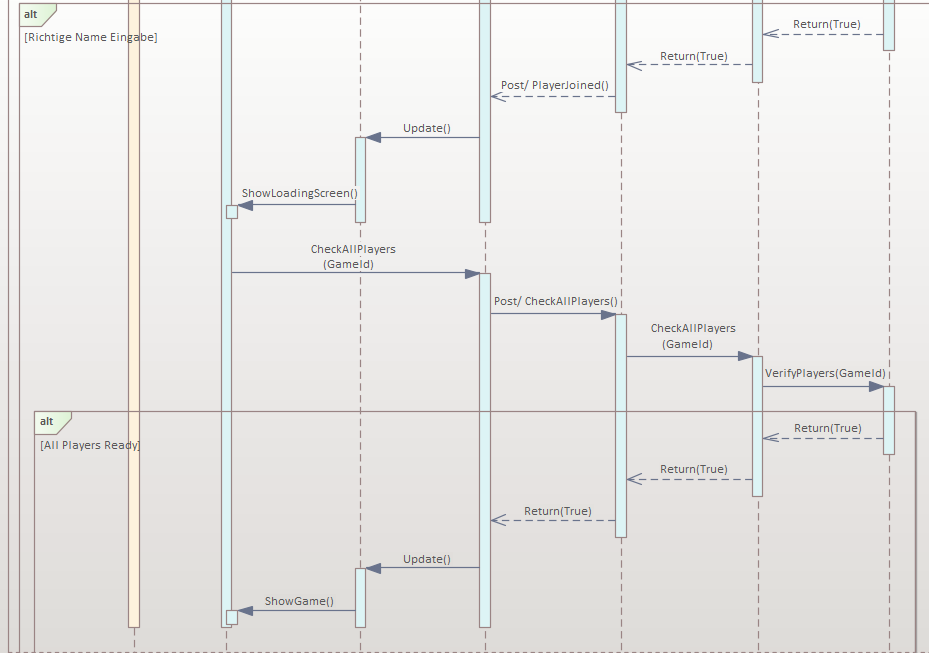 alt
[Richtige Name Eingabe]
Return(True)
Return(True)
Post/ PlayerJoined()
Update()
ShowLoadingScreen()
CheckAllPlayers
(GameId)
Post/ CheckAllPlayers()
CheckAllPlayers
(GameId)
VerifyPlayers(GameId)
alt
[All Players Ready]
Return(True)
Return(True)
Return(True)
Update()
ShowGame()